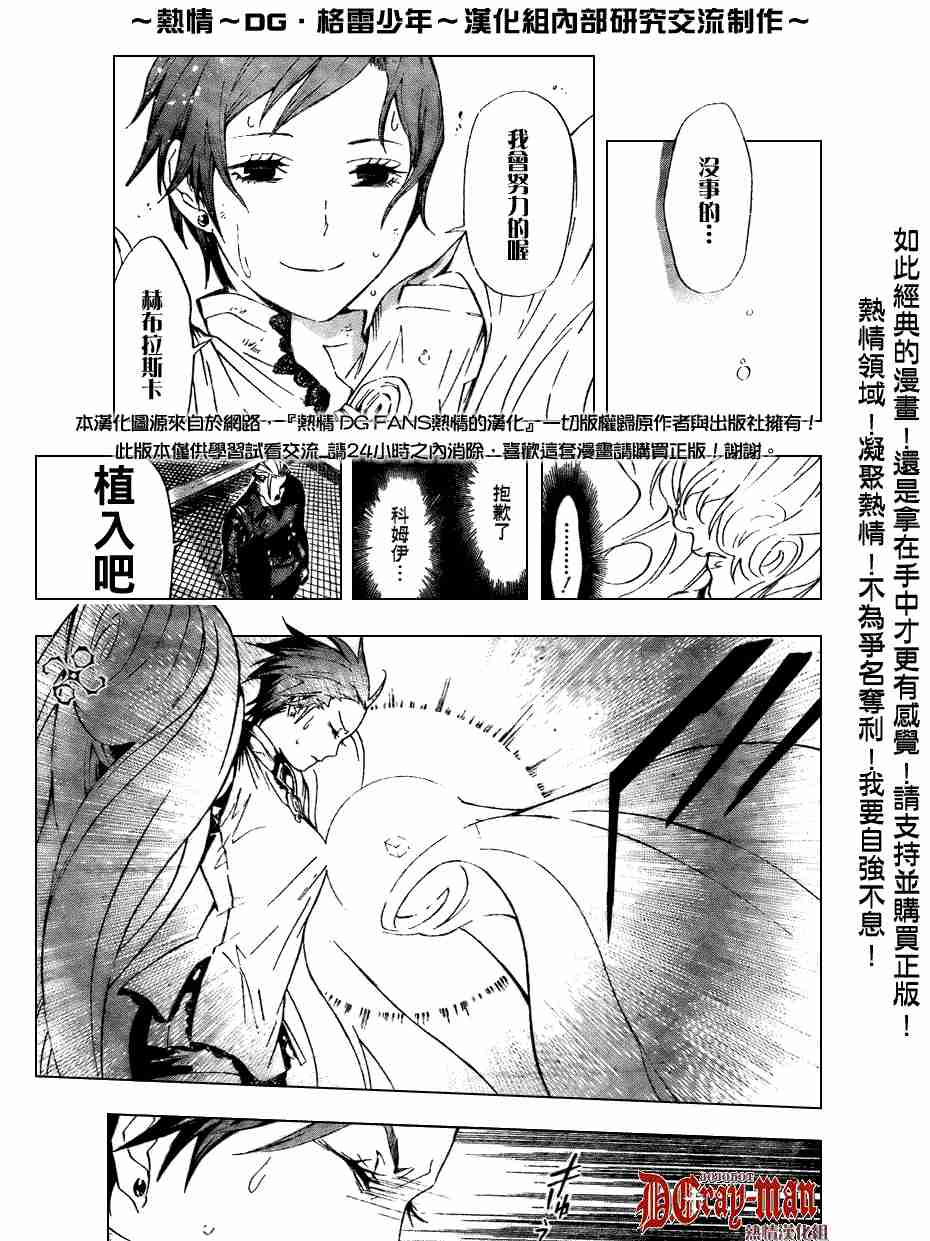 ～熱情～DG·格雷少年～漢化組內部研究交流制作～
沒事的…
我會努力的喔
赫布拉斯卡
本漢化圖源來自於網路·『熱情DG FANS熱情的漢化』一切版權歸原作者與出版社擁有！
此版本僅供學習試看交流 請24小時之內消除·喜歡這套漫畫請購買正版！謝謝。
………！
抱歉了
科姆伊…
植入吧
如此經典的漫畫！還是拿在手中才更有感覺！請支持並購買正版！
熱情領域！凝聚熱情！不為爭名奪利！我要自強不息！
D.Gray-man
熱情漢化組